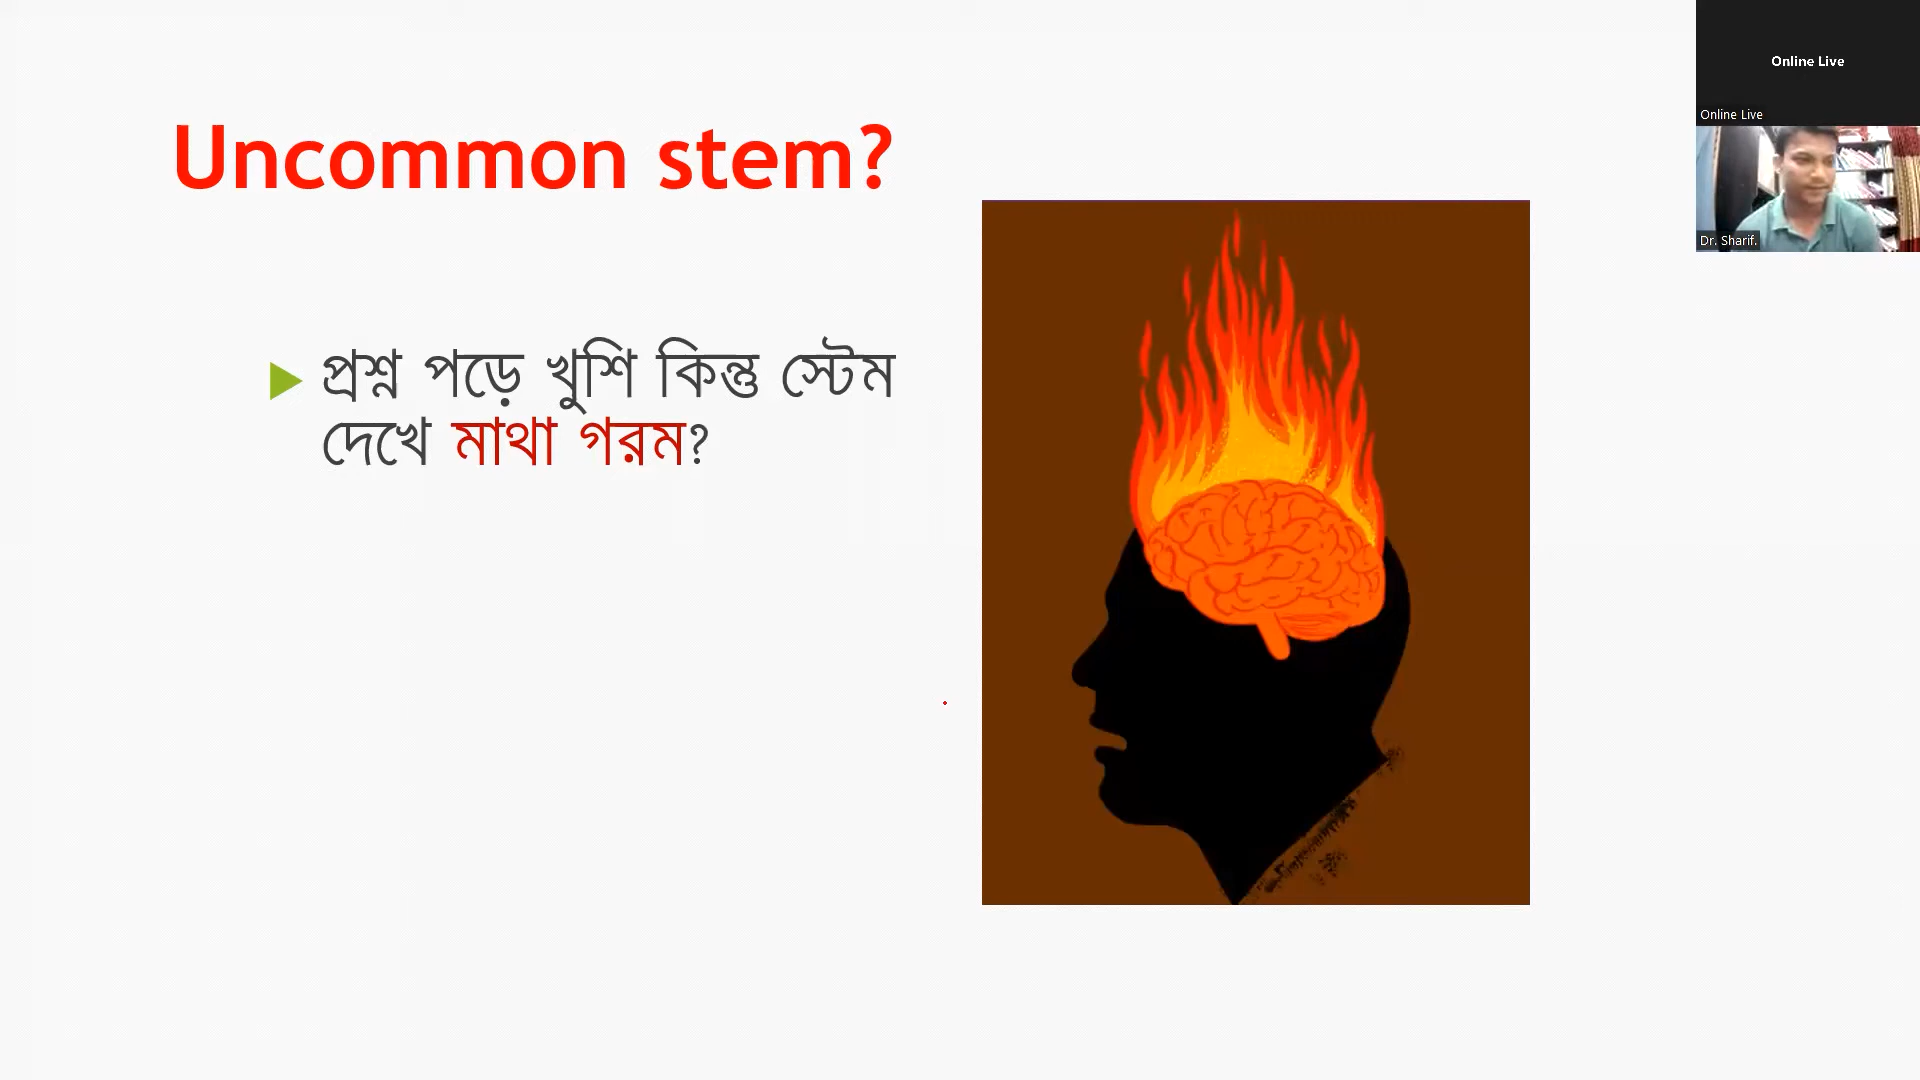 Uncommon stem?
প্রশ্ন পড়ে খুশি কিন্তু স্টেম
দেখে মাথা গরম?
Online Live
Online Live
Dr. Sharif.